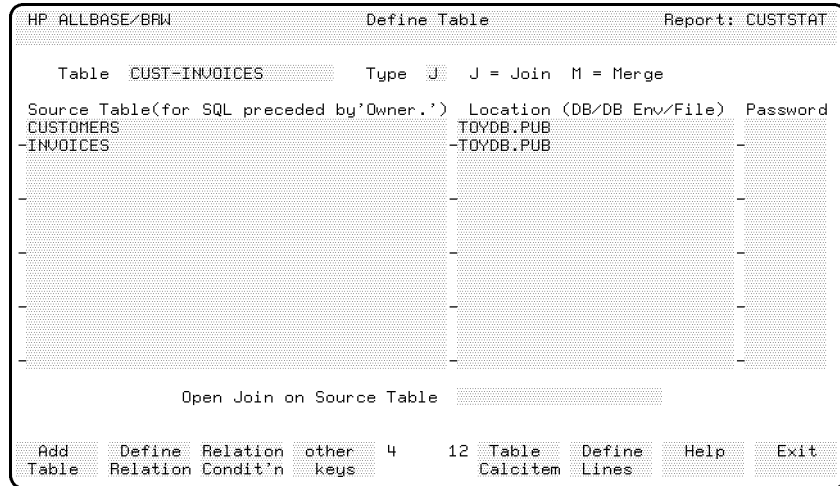 HP ALLBASE/BRW Define Table Report: CUSTSTAT
Table CUST-INVOICES Type J J = Join M = Merge
Source Table(for SQL preceded by'Owner.') Location (DB/DB Env/File) Password
CUSTOMERS TOYDB.PUB
-INVOICES -TOYDB.PUB -
- - -
- - -
- - -
- - -
Open Join on Source Table
Add Define Relation other 4 12 Table Define Help Exit
Table Relation Condit'n keys Calcitem Lines